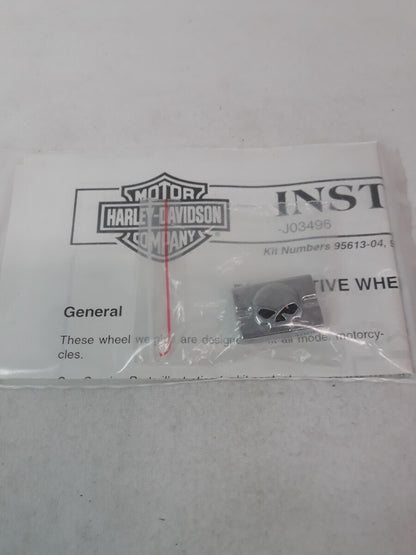 MOTOR
HARLEY-DAVIDSON
COMPANY
INST
-J03496
Kit Numbers 95613-04, 9
TIVE WHE
General
These wheel we are designe all model motorcy-
cles.